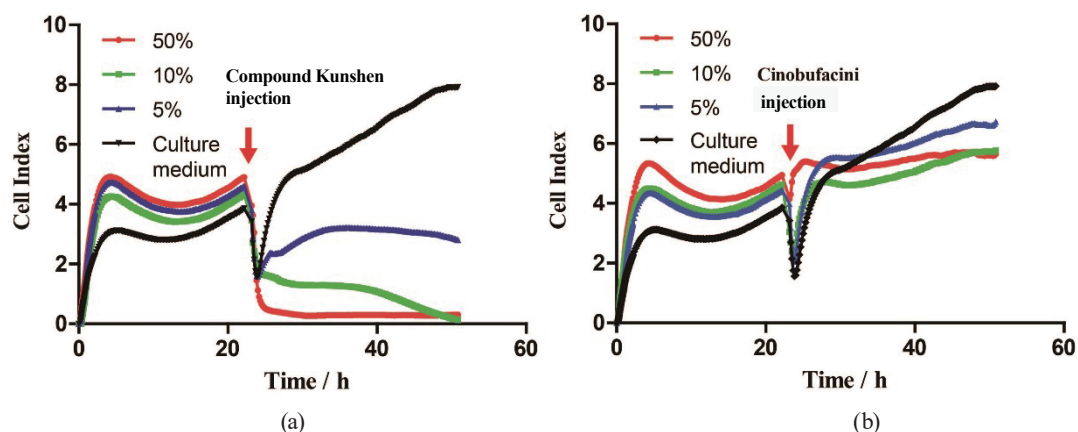 10
8
6
4
2
0
Cell Index
50%
10%
5%
Culture
medium
Compound Kunshen
injection
0
20
40
60
Time / h
(a)
10
8
6
4
2
0
Cell Index
50%
10%
5%
Culture
medium
Cinobufacini
injection
0
20
40
60
Time / h
(b)